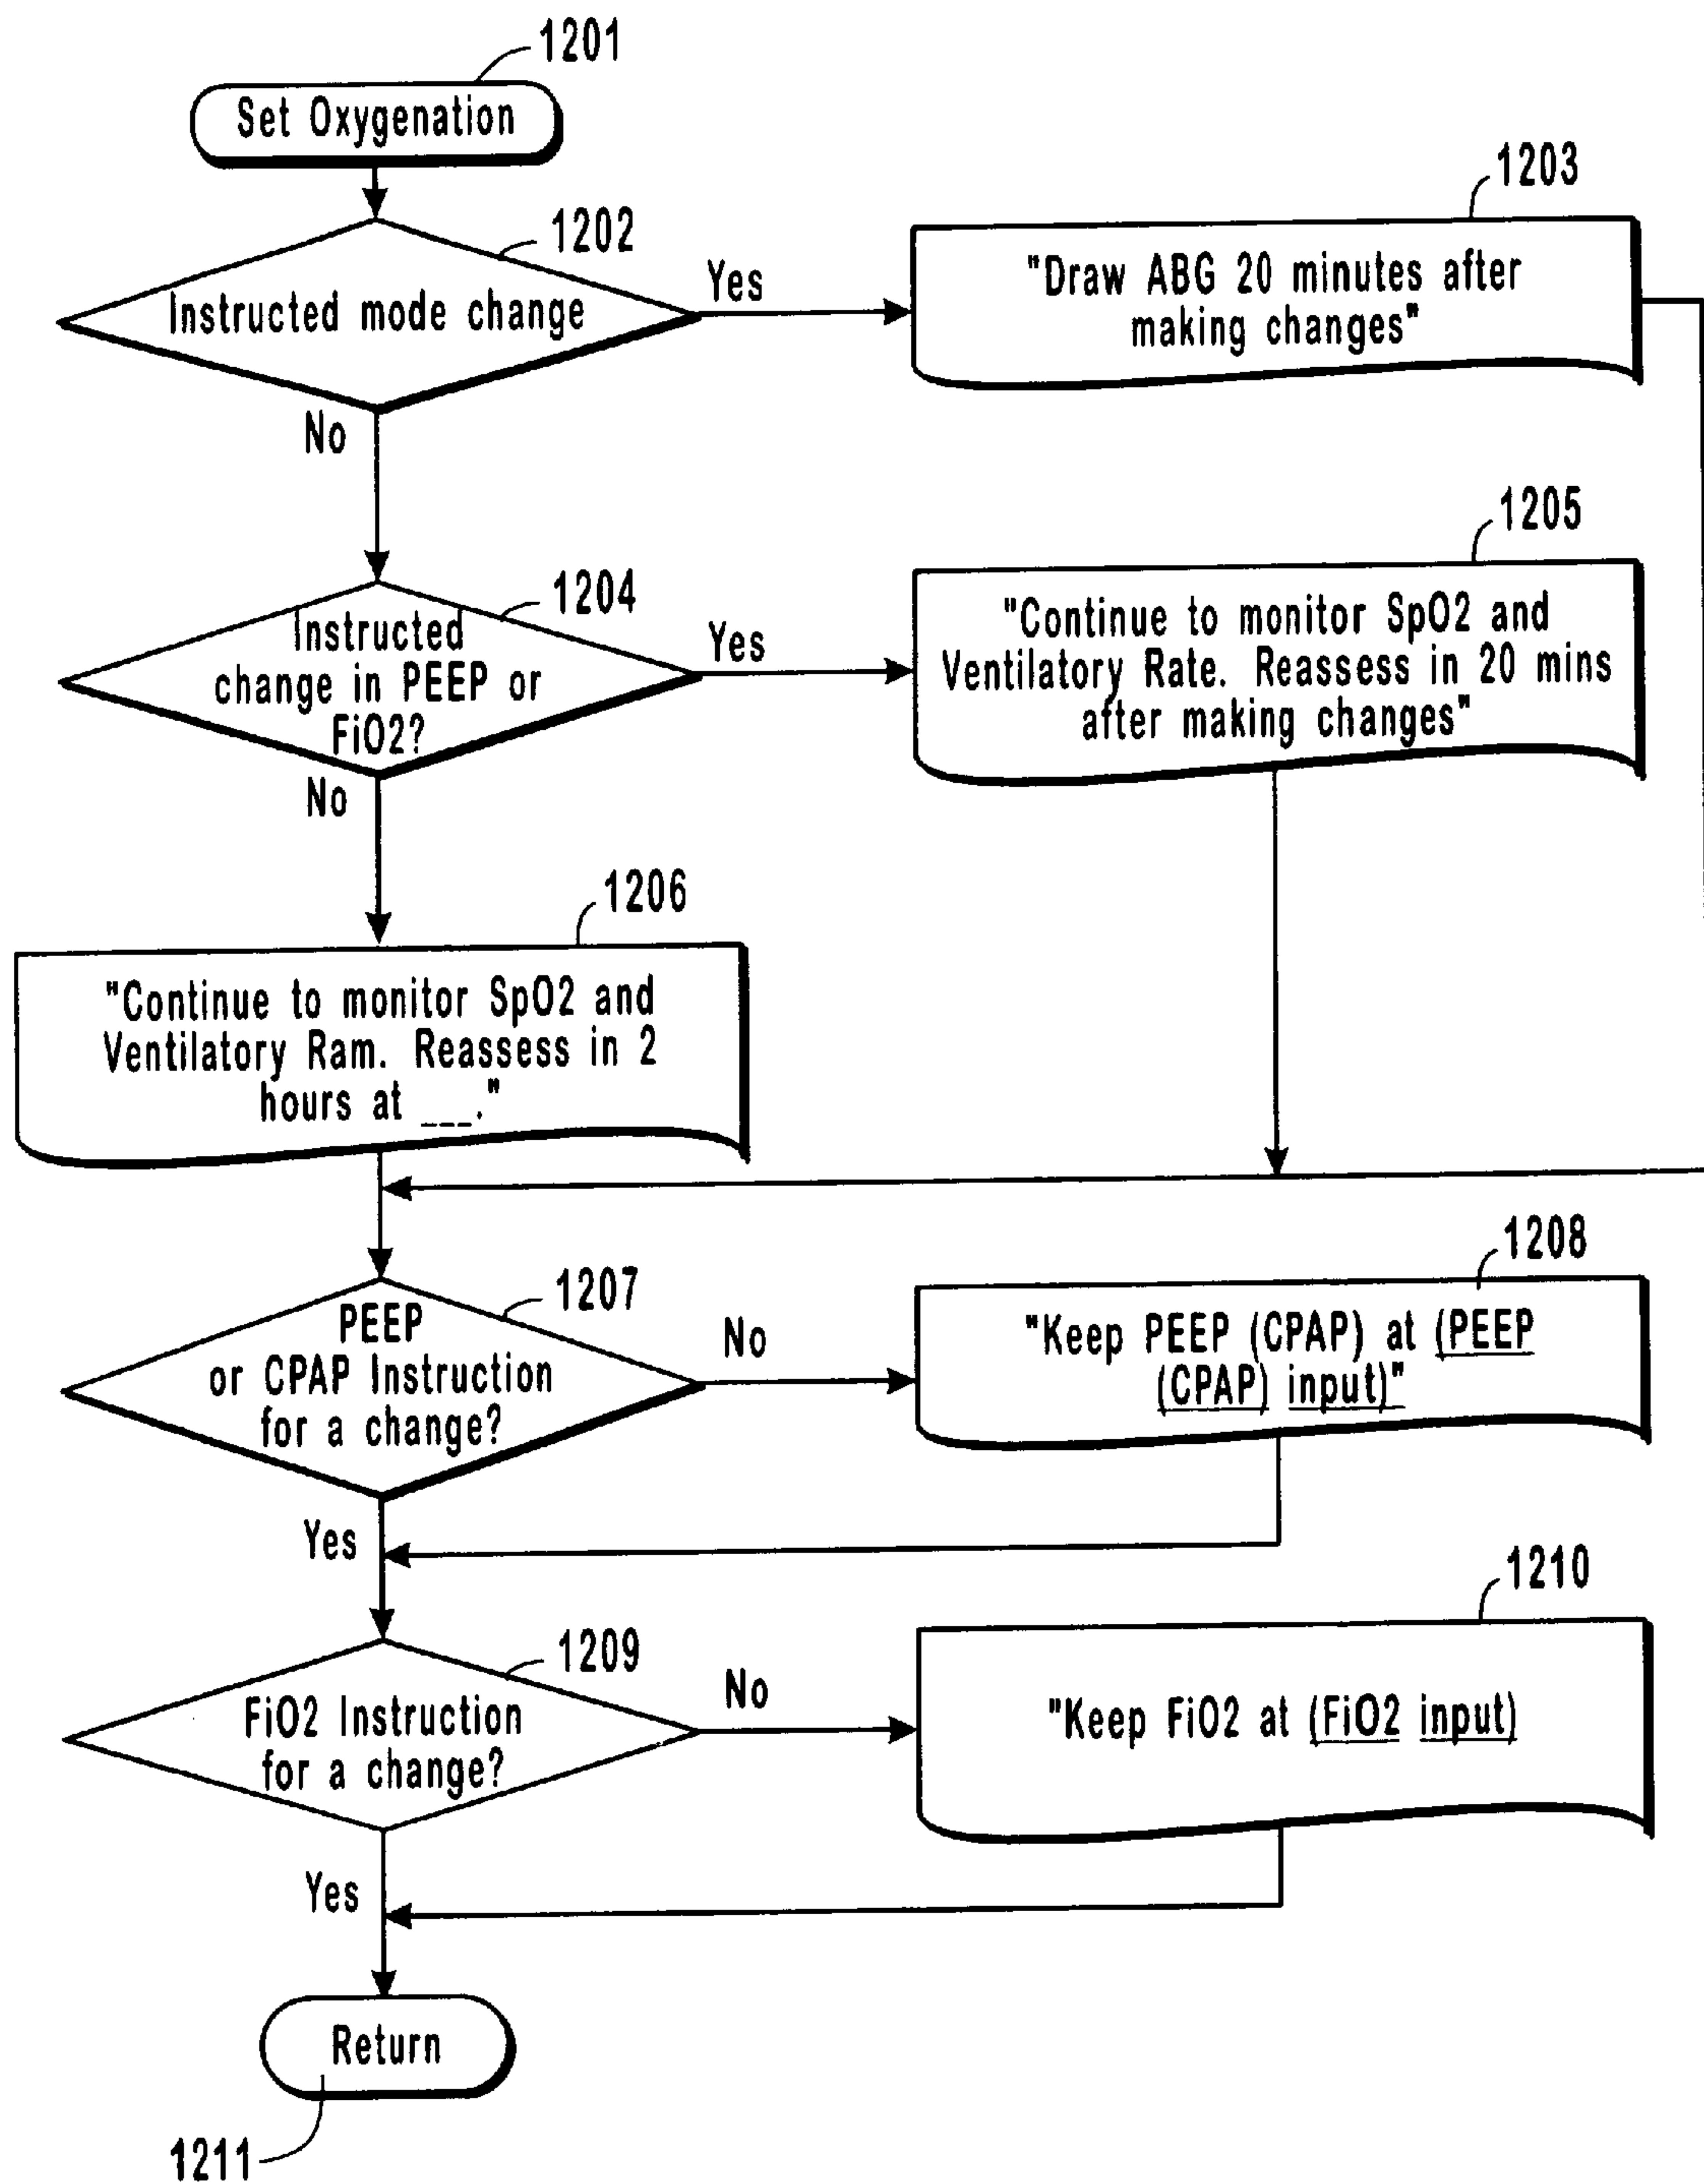 1201
Set Oxygenation
1202
Instructed mode change
Yes
No
1203
"Draw ABG 20 minutes after
making changes"
1204
Instructed
change in PEEP or
FiO2?
Yes
No
1205
"Continue to monitor SpO2 and
Ventilatory Rate. Reassess in 20 mins
after making changes"
1206
"Continue to monitor SpO2 and
Ventilatory Ram. Reassess in 2
hours at ___."
1207
PEEP
or CPAP Instruction
for a change?
No
Yes
1208
"Keep PEEP (CPAP) at (PEEP
(CPAP) input)"
1209
FiO2 Instruction
for a change?
No
Yes
1210
"Keep FiO2 at (FiO2 input)
Return
1211